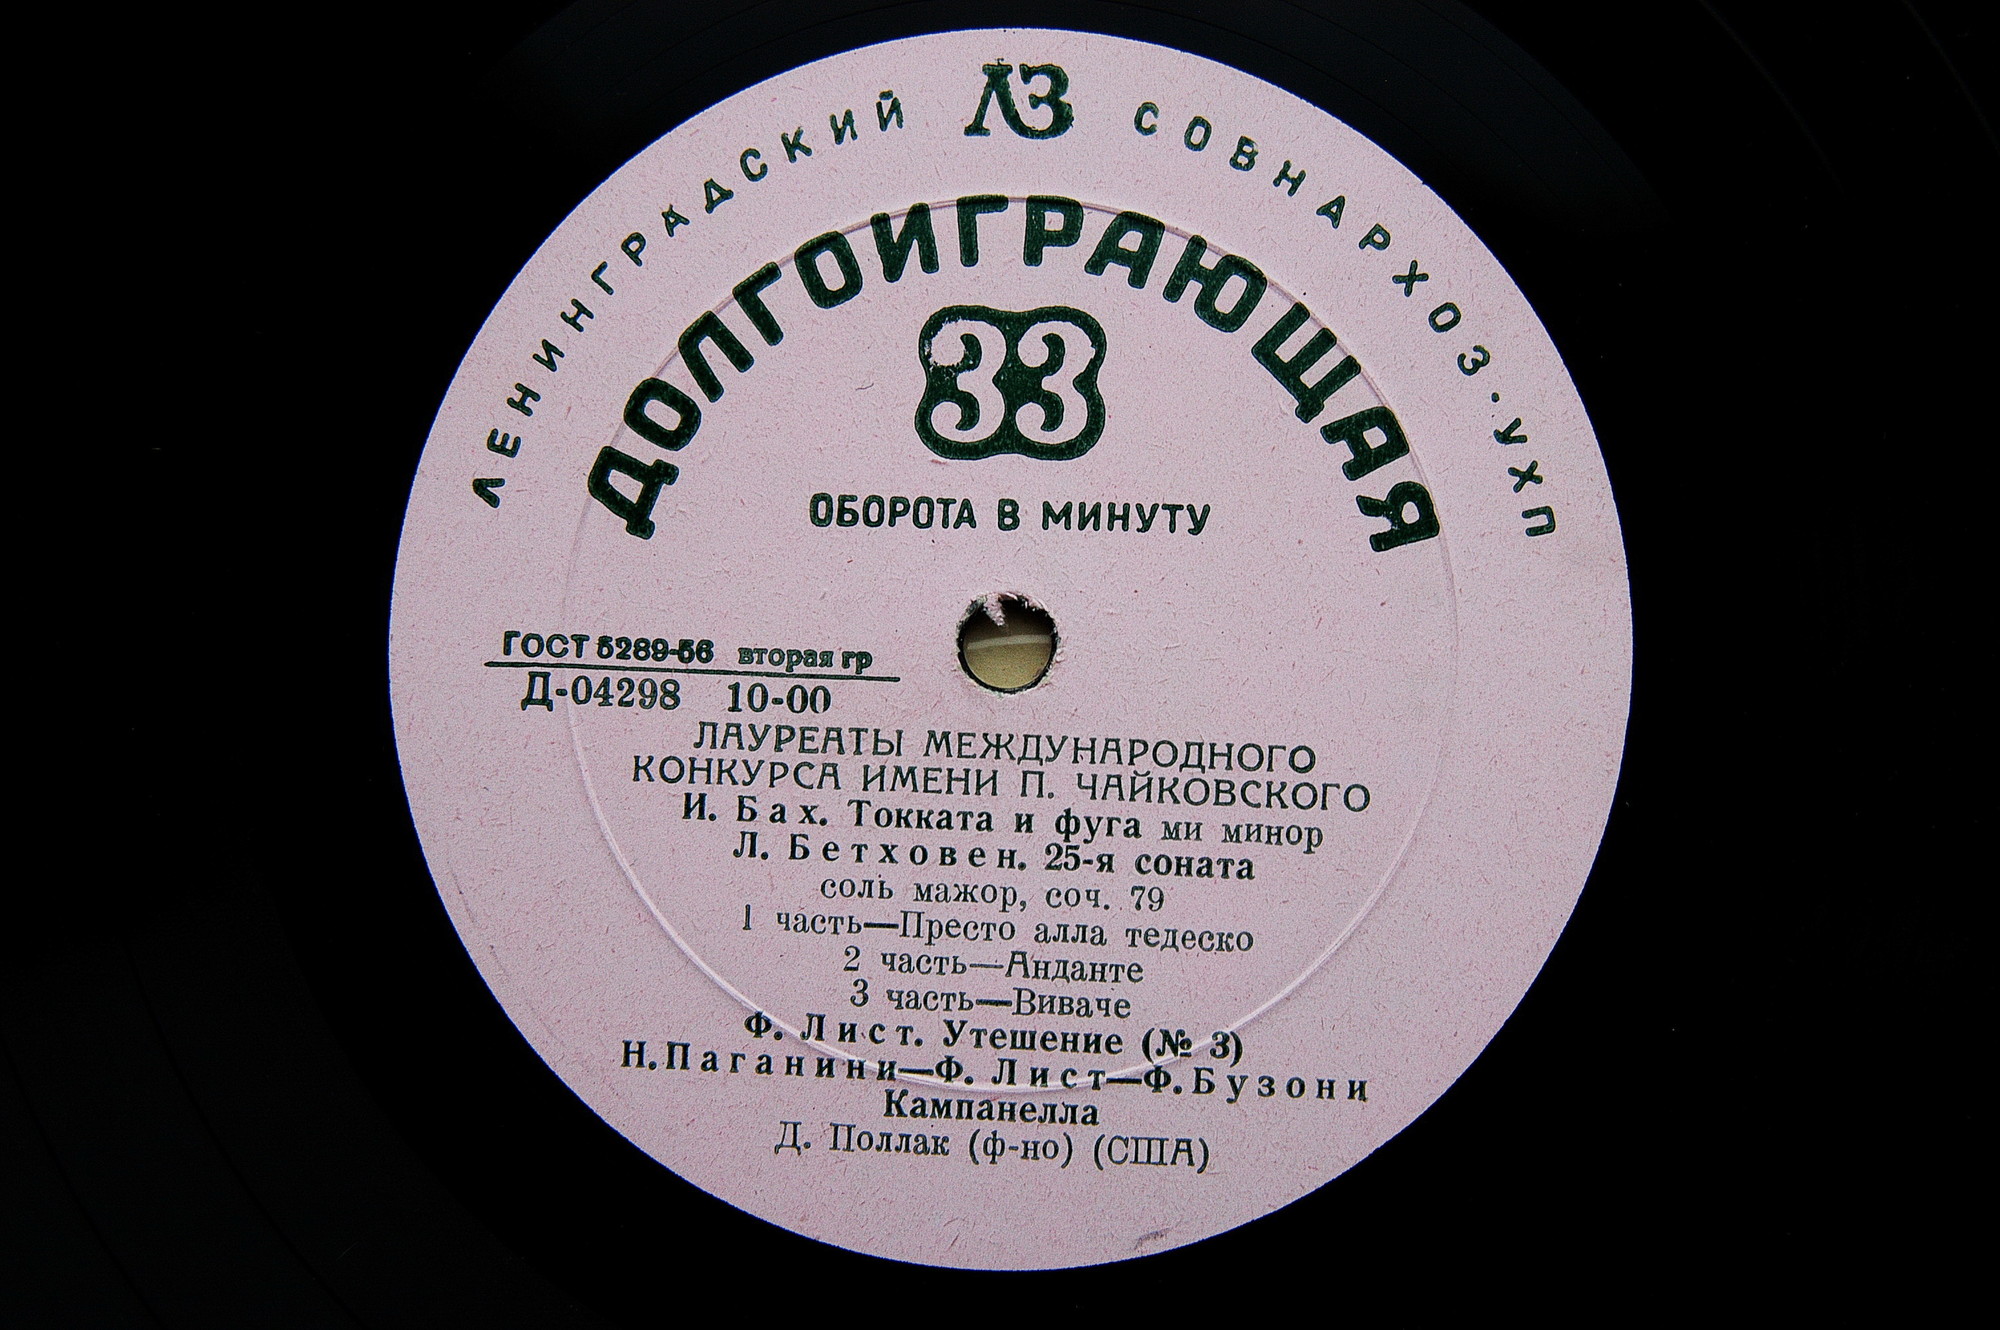 ЛЕНИНГРАДСКИЙ ЛЗ СОВНАРХОЗ·УХП
ДОЛГОИГРАЮЩАЯ
33
ОБОРОТА В МИНУТУ
ГОСТ 5289-56 вторая гр
Д-04298 10-00
ЛАУРЕАТЫ МЕЖДУНАРОДНОГО
КОНКУРСА ИМЕНИ П. ЧАЙКОВСКОГО
И. Бах. Токката и фуга ми минор
Л. Бетховен. 25-я соната
соль мажор, соч. 79
1 часть—Престо алла тедеско
2 часть—Анданте
3 часть—Виваче
Ф. Лист. Утешение (№ 3)
Н. Паганини—Ф. Лист—Ф. Бузони
Кампанелла
Д. Поллак (ф-но) (США)